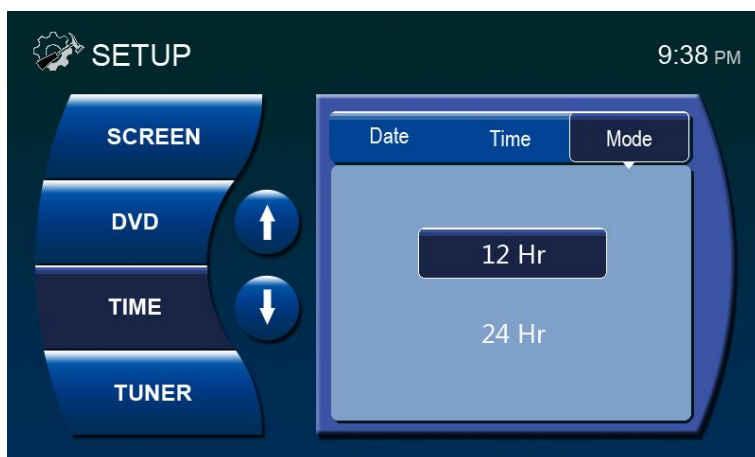 SETUP
9:38 PM
SCREEN
DVD
TIME
TUNER
Date
Time
Mode
12 Hr
24 Hr